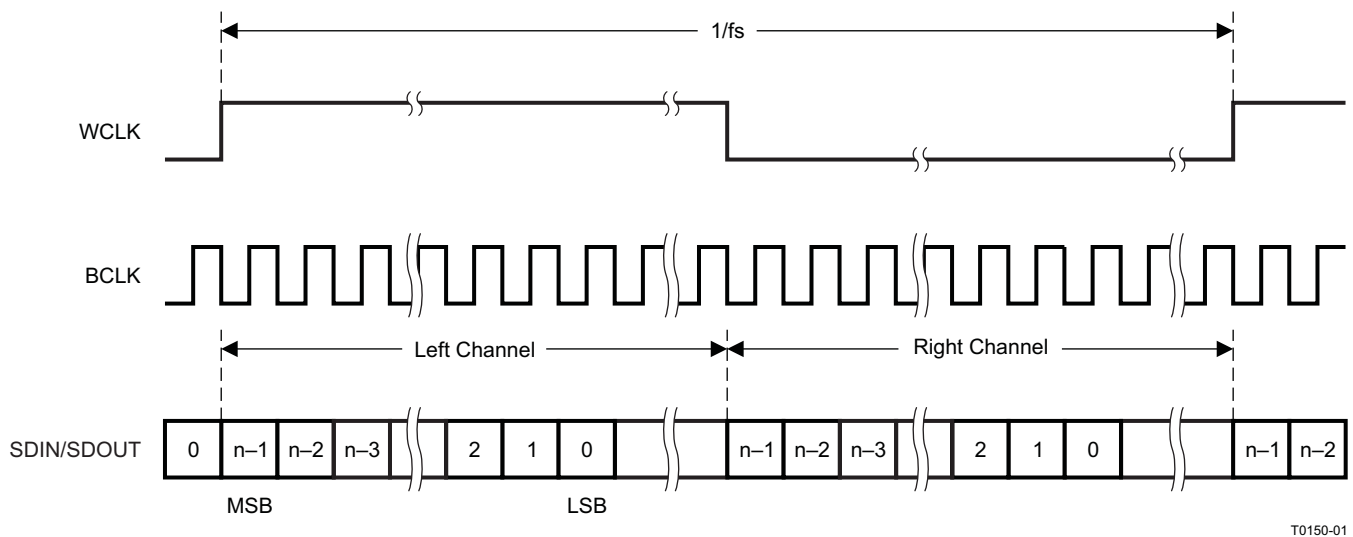 1/fs
WCLK
BCLK
Left Channel
Right Channel
SDIN/SDOUT
0 n–1 n–2 n–3 2 1 0 n–1 n–2 n–3 2 1 0 n–1 n–2
MSB LSB
T0150-01